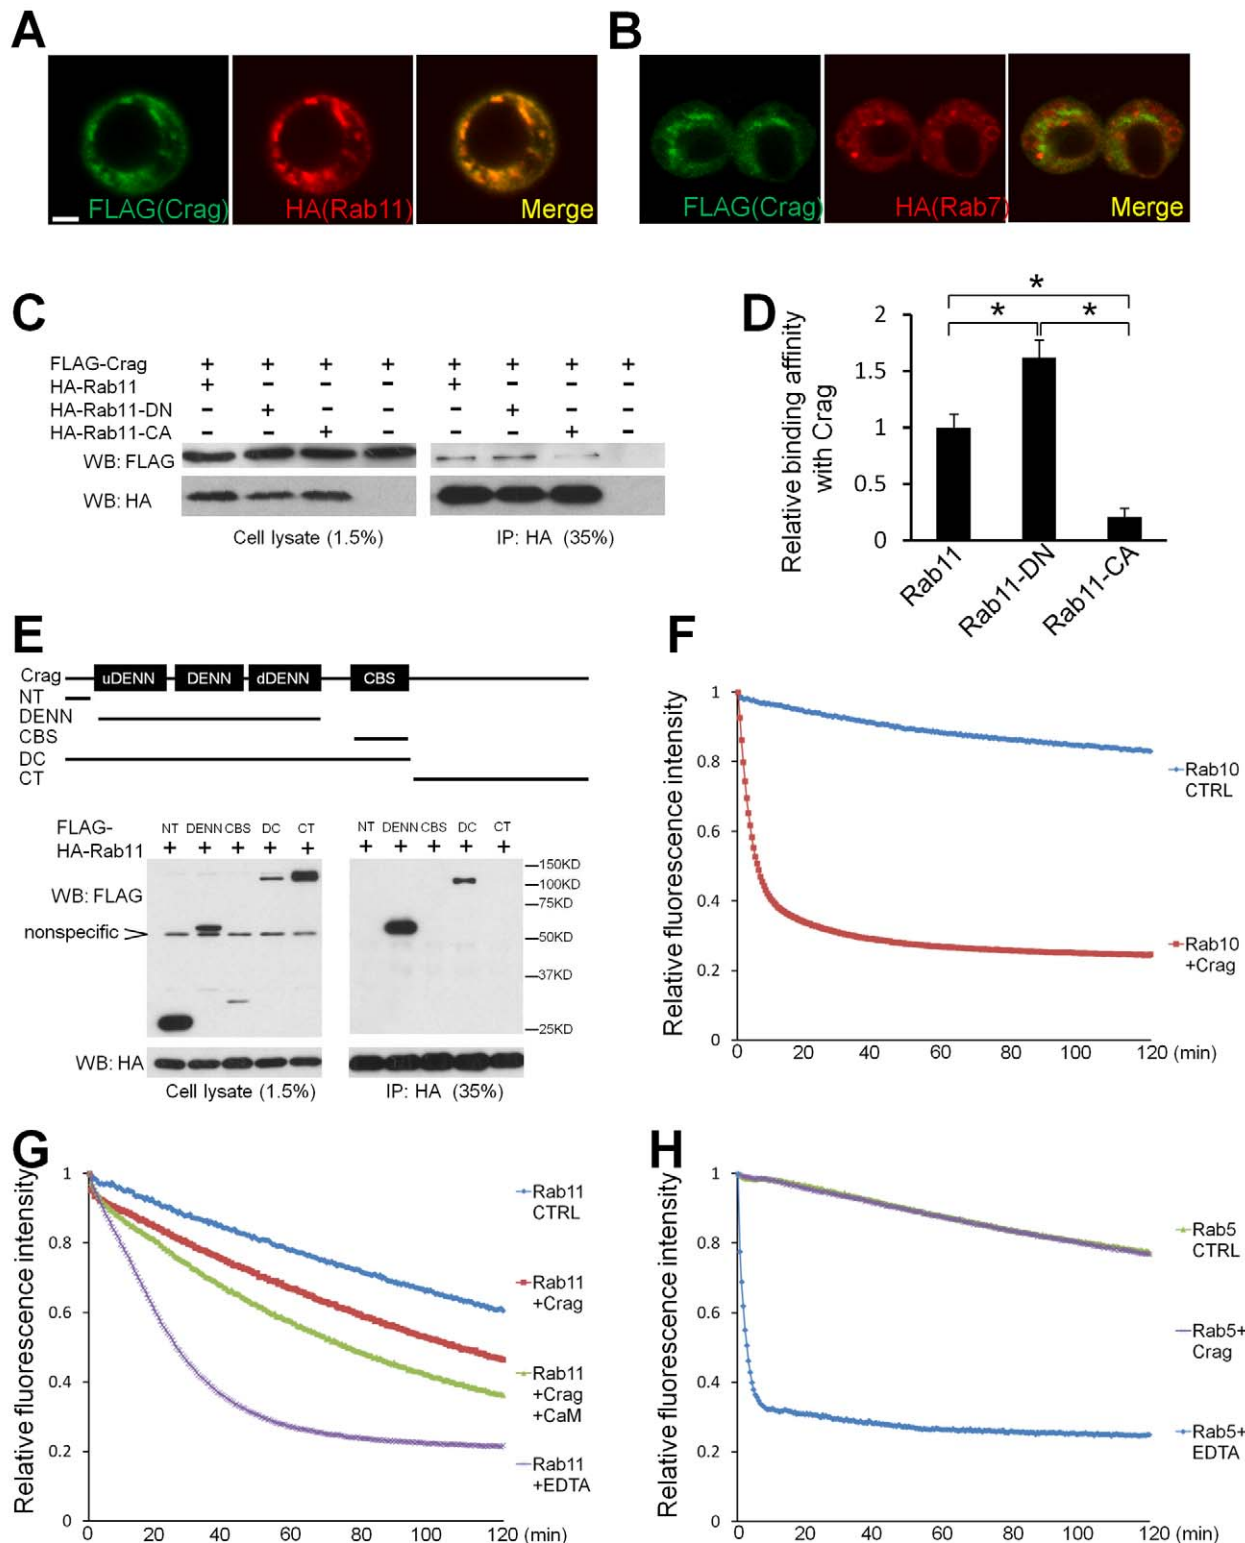 A
B
FLAG(Crag)
HA(Rab11)
Merge
FLAG(Crag)
HA(Rab7)
Merge
C
FLAG-Crag + + + + + + + +
HA-Rab11 + - - - + - - -
HA-Rab11-DN - + - - - + - -
HA-Rab11-CA - - + - - - + -
WB: FLAG
WB: HA
Cell lysate (1.5%)
IP: HA (35%)
D
Relative binding affinity
with Crag
2
1.5
1
0.5
0
*
*
*
Rab11
Rab11-DN
Rab11-CA
E
Crag
uDENN
DENN
dDENN
CBS
NT
DENN
CBS
DC
CT
FLAG- NT DENN CBS DC CT NT DENN CBS DC CT
HA-Rab11 + + + + + + + + + +
WB: FLAG
nonspecific
150KD
100KD
75KD
50KD
37KD
25KD
WB: HA
Cell lysate (1.5%)
IP: HA (35%)
F
Relative fluorescence intensity
1
0.8
0.6
0.4
0.2
0
0 20 40 60 80 100 120 (min)
Rab10
CTRL
Rab10
+Crag
G
Relative fluorescence intensity
1
0.8
0.6
0.4
0.2
0
0 20 40 60 80 100 120 (min)
Rab11
CTRL
Rab11
+Crag
Rab11
+Crag
+CaM
Rab11
+EDTA
H
Relative fluorescence intensity
1
0.8
0.6
0.4
0.2
0
0 20 40 60 80 100 120 (min)
Rab5
CTRL
Rab5+
Crag
Rab5+
EDTA